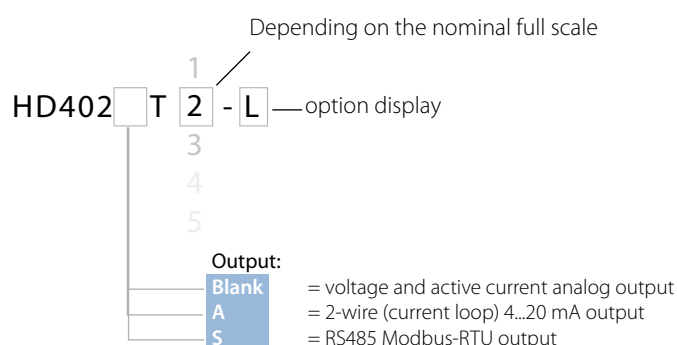 Depending on the nominal full scale
1
HD402 T 2 - L option display
3
4
5
Output:
Blank = voltage and active current analog output
A = 2-wire (current loop) 4...20 mA output
S = RS485 Modbus-RTU output